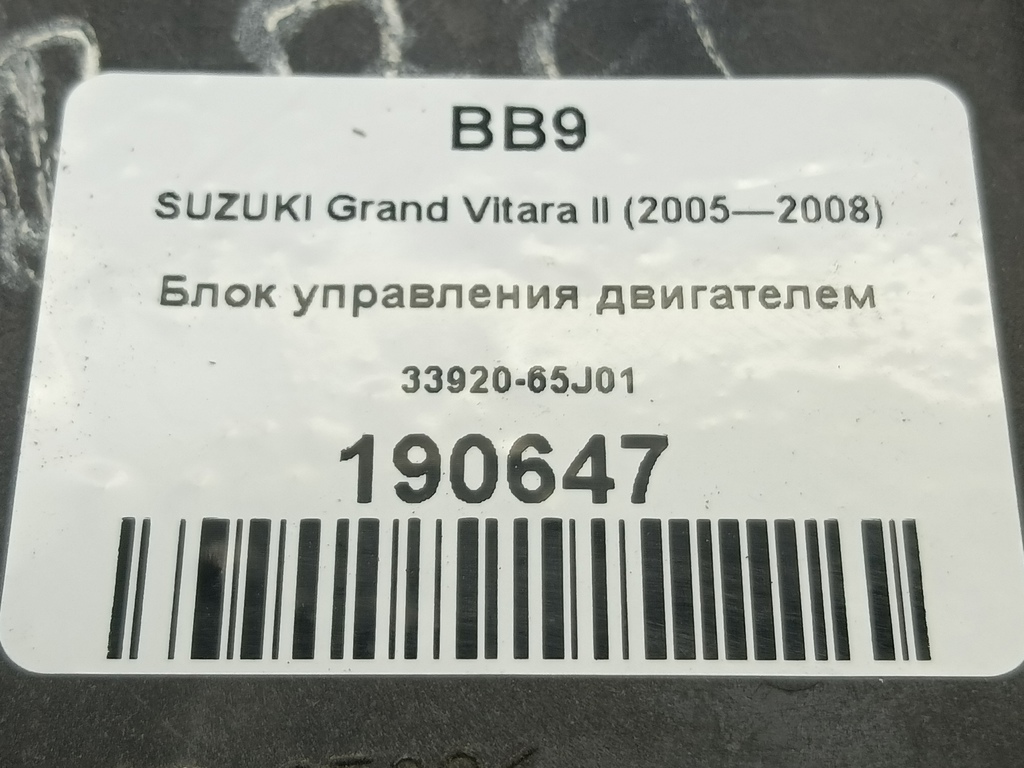 BB9
SUZUKI Grand Vitara II (2005—2008)
Блок управления двигателем
33920-65J01
190647